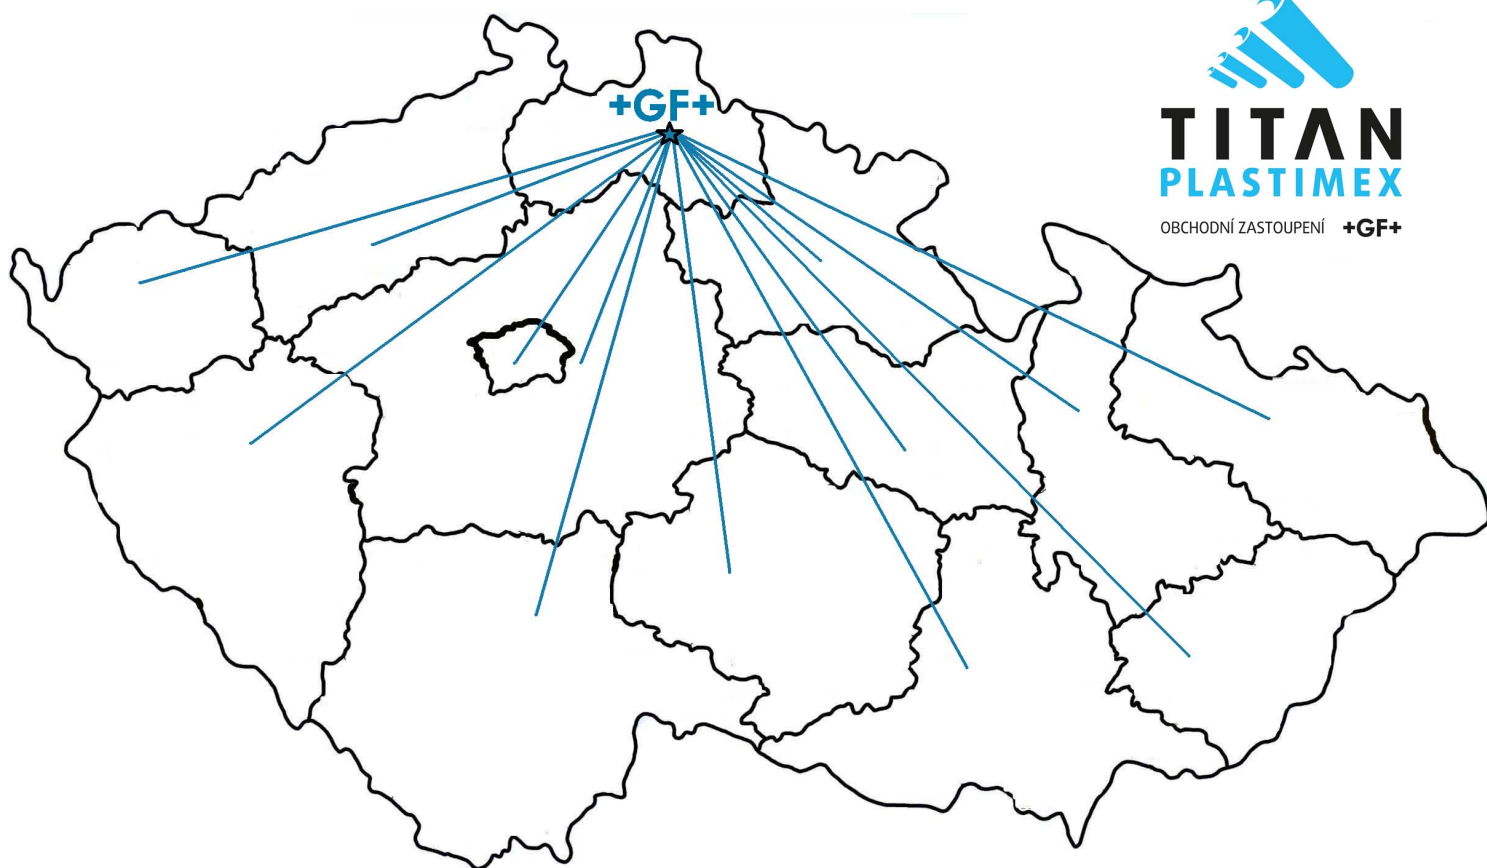 +GF+
TITAN
PLASTIMEX
OBCHODNÍ ZASTOUPENÍ +GF+